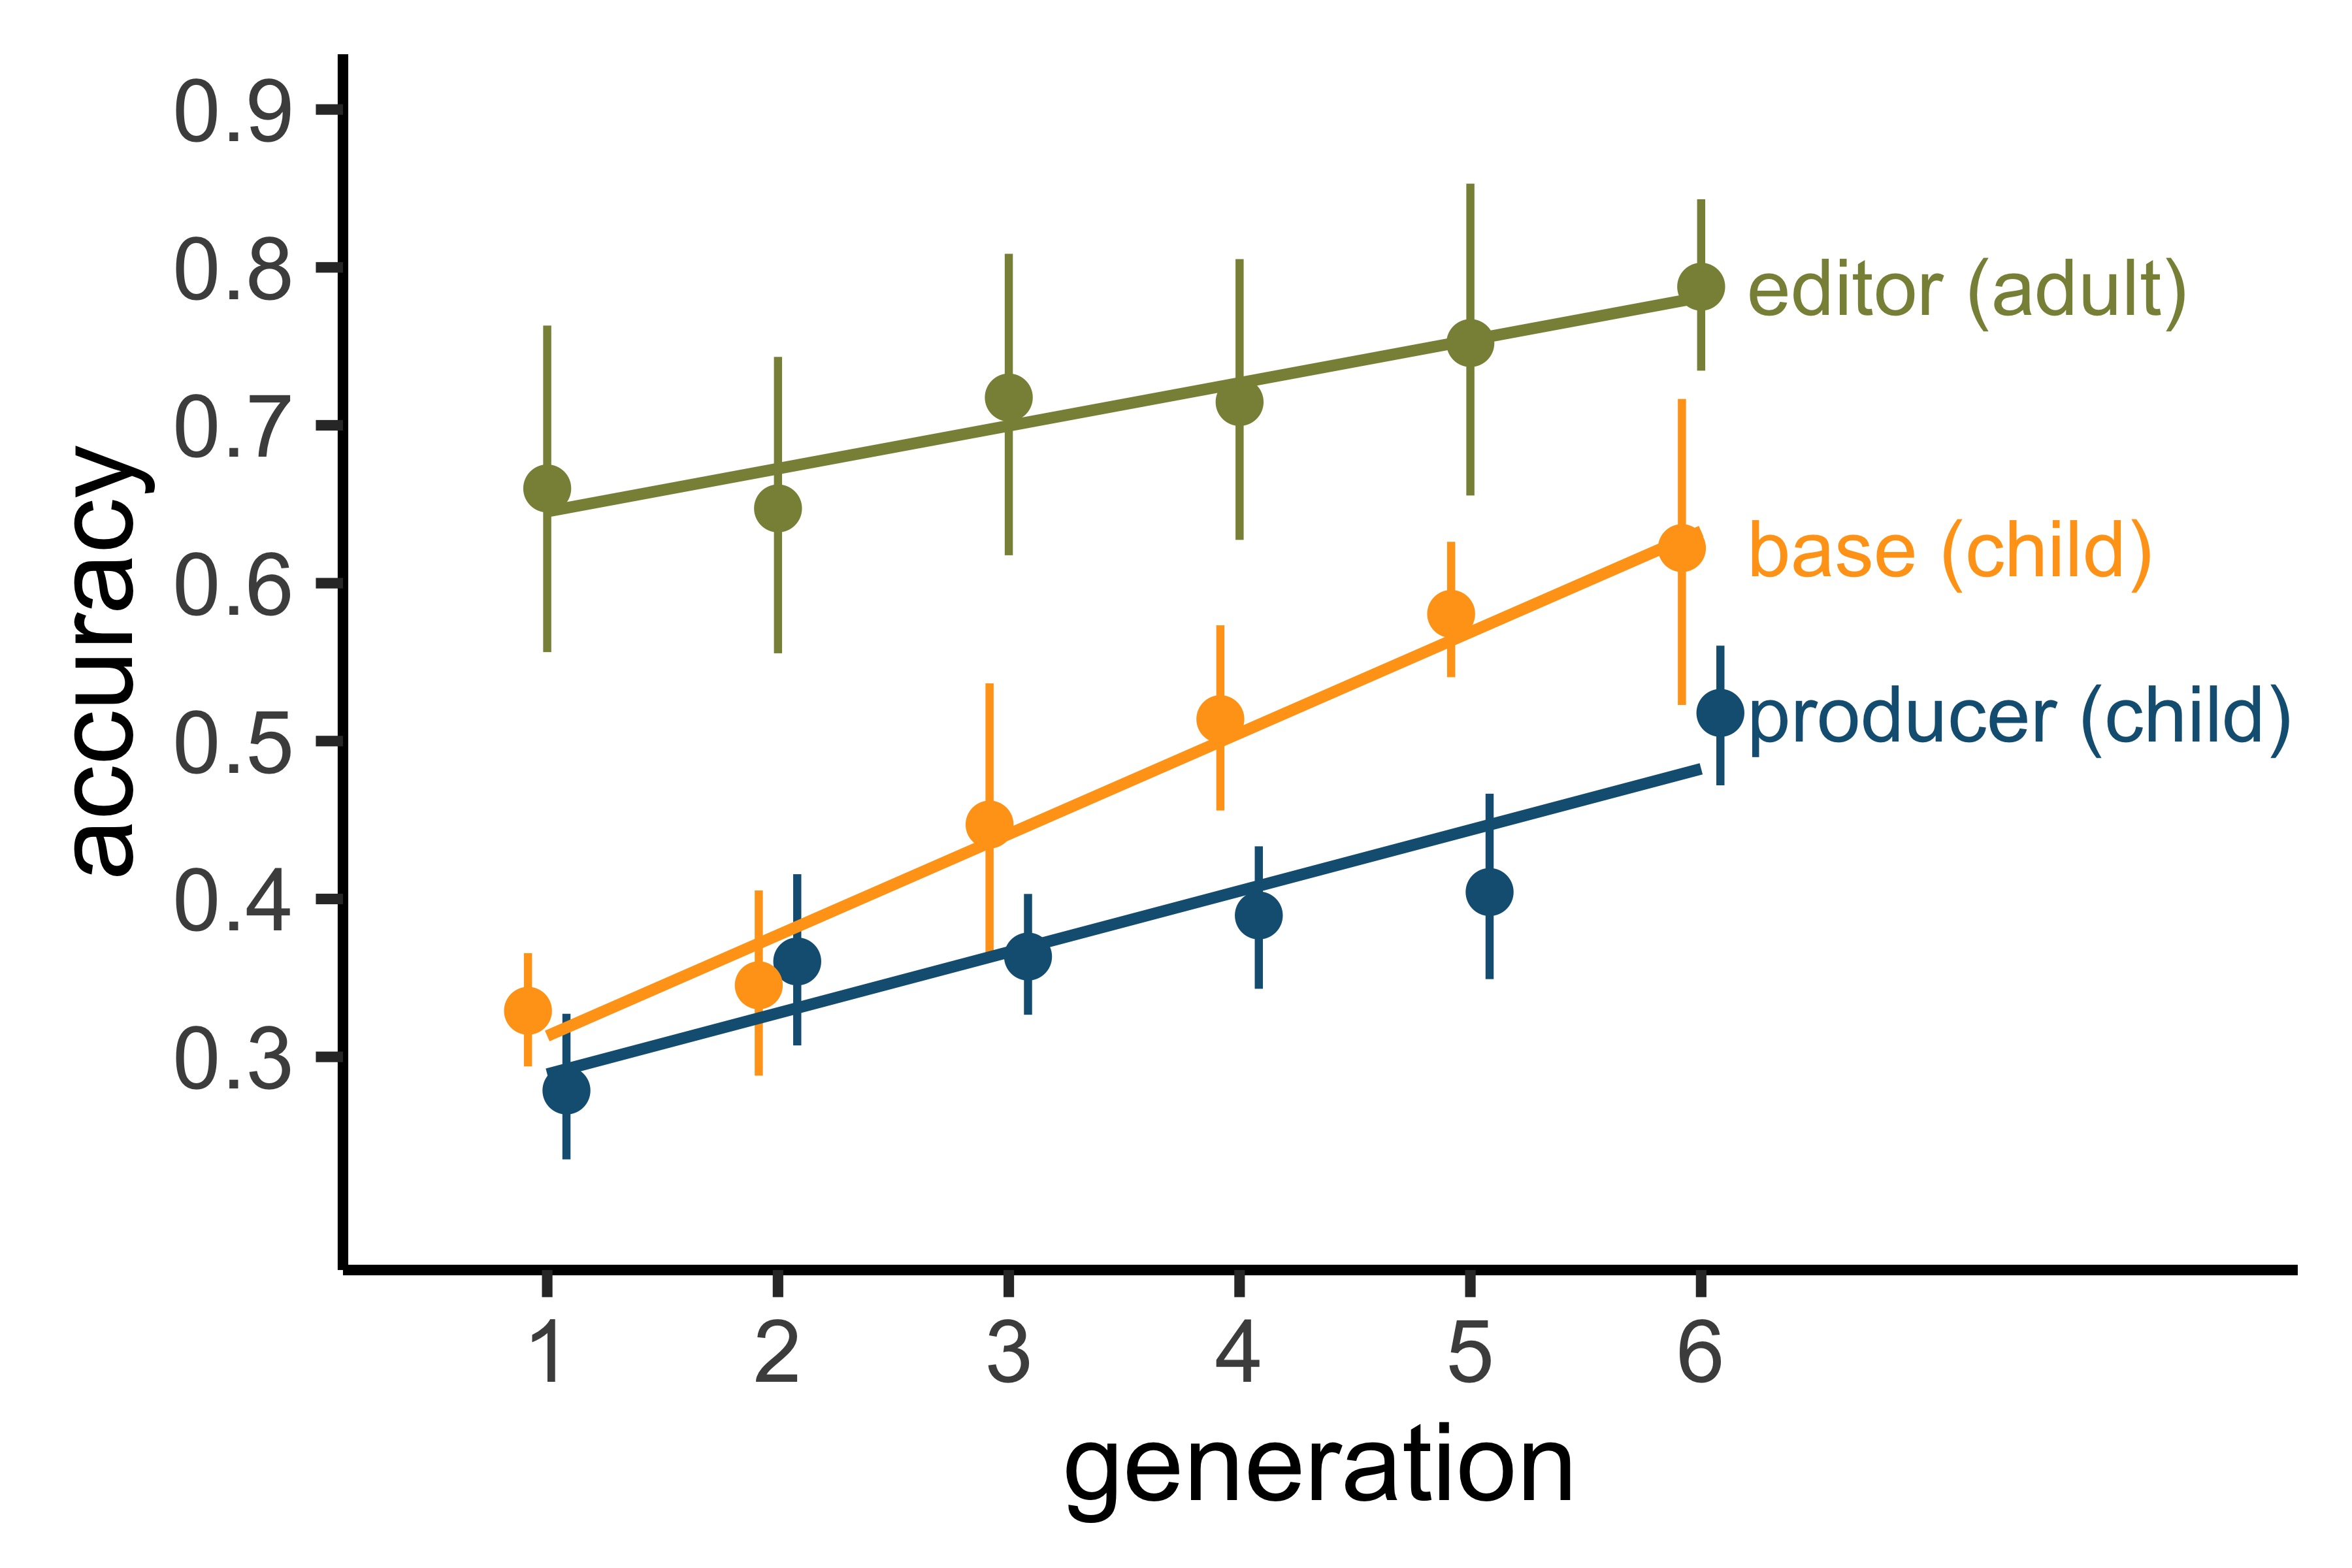 0.9
0.8
0.7
0.6
0.5
0.4
0.3
accuracy
editor (adult)
base (child)
producer (child)
1 2 3 4 5 6
generation